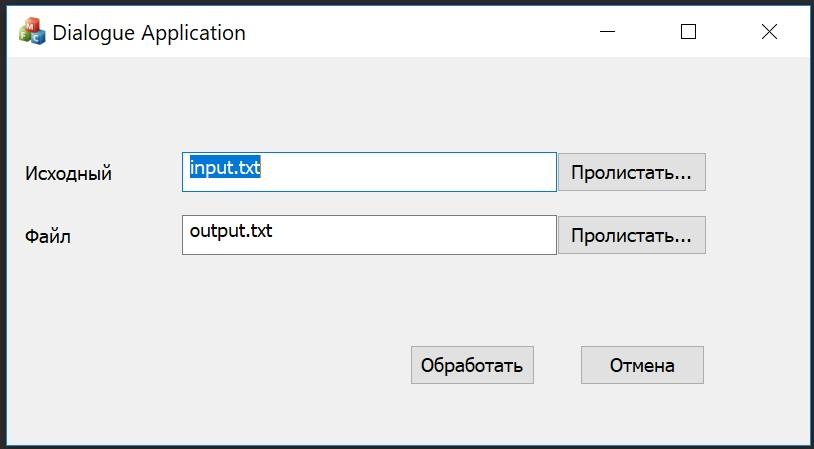 Dialogue Application
Исходный input.txt Пролистать...
Файл output.txt Пролистать...
Обработать Отмена